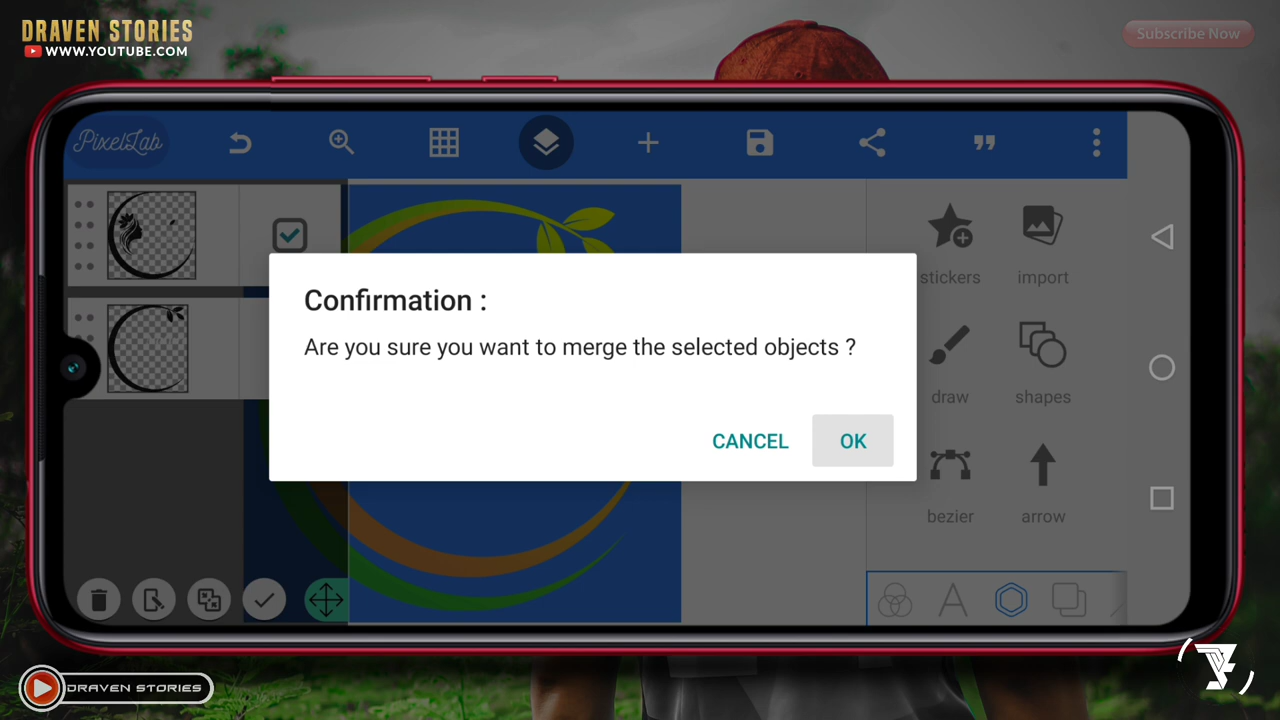 DRAVEN STORIES
WWW.YOUTUBE.COM
Subscribe Now
PixelLab
stickers
import
Confirmation :
Are you sure you want to merge the selected objects ?
draw
shapes
CANCEL
OK
bezier
arrow
DRAVEN STORIES